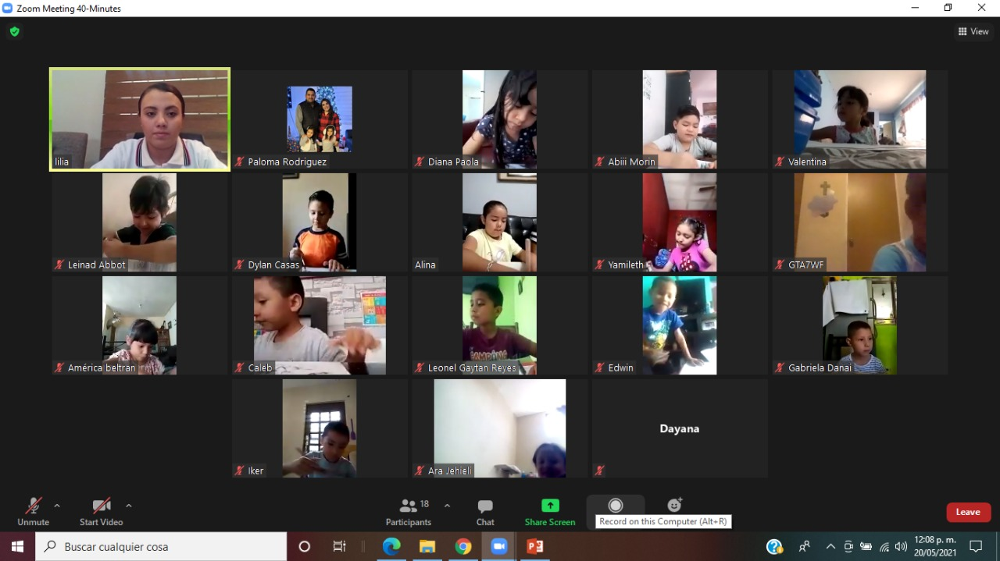 Zoom Meeting 40-Minutes
View
lilia
Paloma Rodriguez
Diana Paola
Abiii Morin
Valentina
Leinad Abbot
Dylan Casas
Alina
Yamileth
GTA7WF
América beltran
Caleb
Leonel Gaytan Reyes
CAMPING
Edwin
Gabriela Danai
Iker
Ara Jehieli
Dayana
Unmute
Start Video
18
Participants
Chat
Share Screen
Record on this Computer (Alt+R)
Leave
Buscar cualquier cosa
12:08 p. m.
20/05/2021